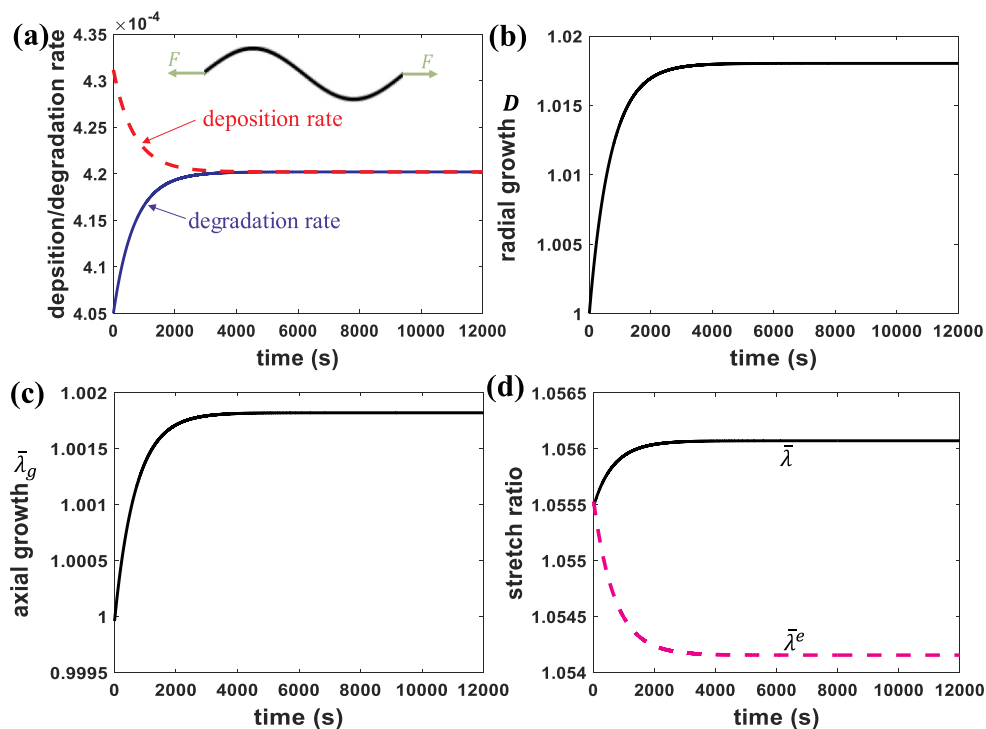 (a)
×10⁻⁴
4.35
4.3
4.25
4.2
4.15
4.1
4.05
deposition/degradation rate
F
F
deposition rate
degradation rate
0 2000 4000 6000 8000 10000 12000
time (s)
(b)
1.02
1.015
1.01
1.005
1
radial growth D
0 2000 4000 6000 8000 10000 12000
time (s)
(c)
1.002
1.0015
1.001
1.0005
1
0.9995
axial growth λ̄g
0 2000 4000 6000 8000 10000 12000
time (s)
(d)
1.0565
1.056
1.0555
1.055
1.0545
1.054
stretch ratio
λ̄
λ̄ᵉ
0 2000 4000 6000 8000 10000 12000
time (s)